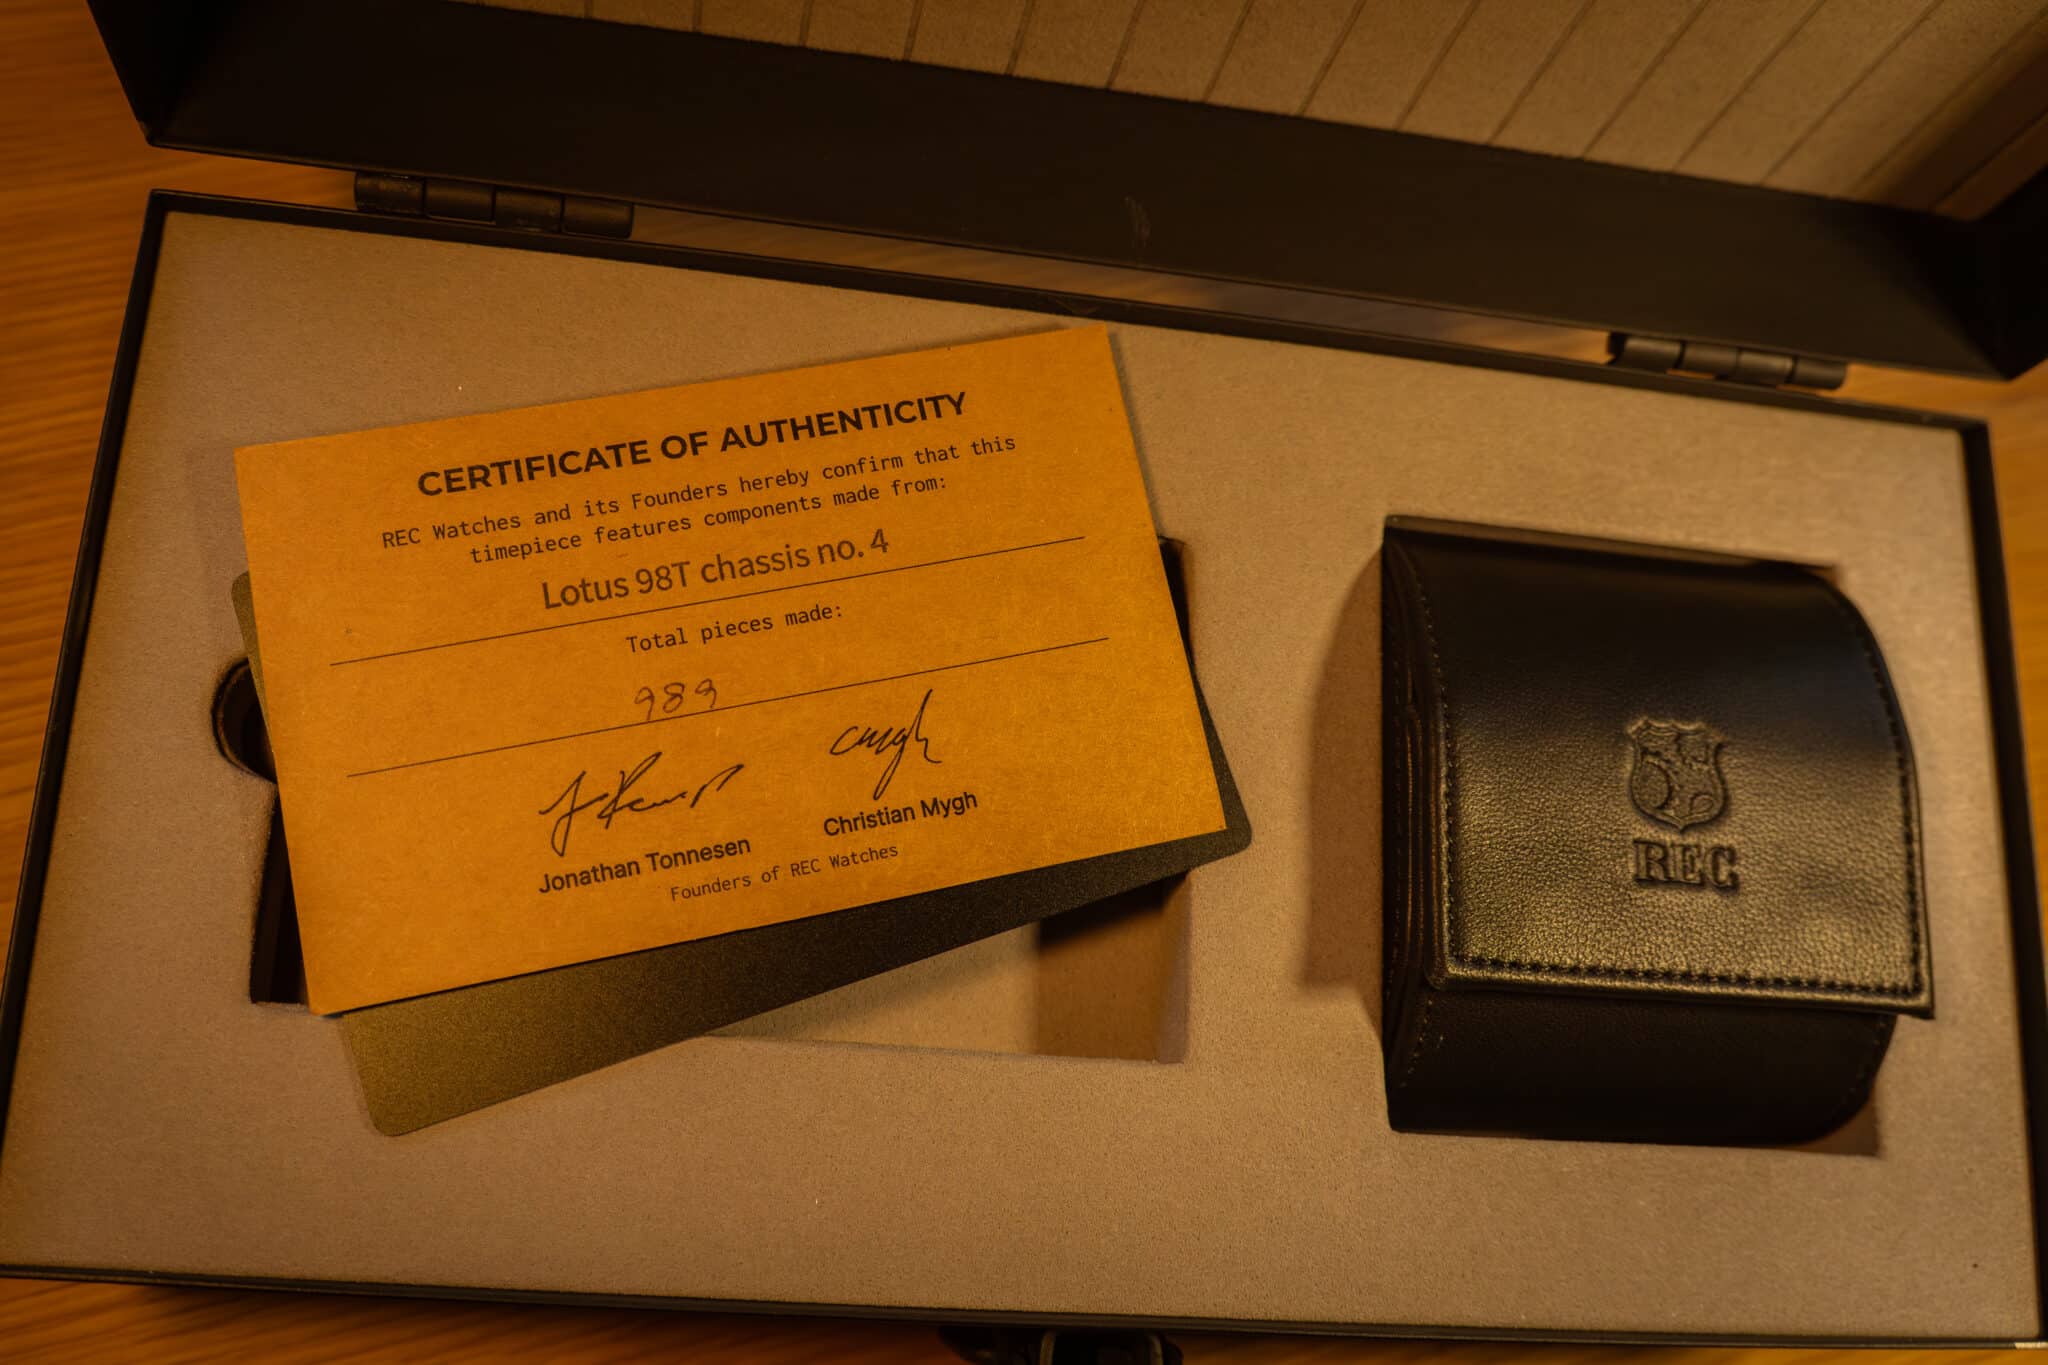 CERTIFICATE OF AUTHENTICITY
REC Watches and its Founders hereby confirm that this
timepiece features components made from:
Lotus 98T chassis no. 4
Total pieces made:
989
Jonathan Tonnesen
Christian Mygh
Founders of REC Watches
REC